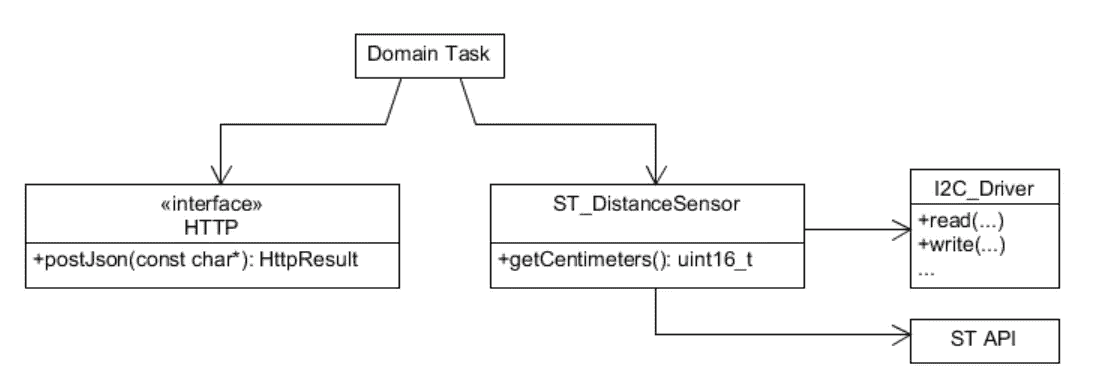 Domain Task
«interface»
HTTP
+postJson(const char*): HttpResult
ST_DistanceSensor
+getCentimeters(): uint16_t
I2C_Driver
+read(...)
+write(...)
...
ST API